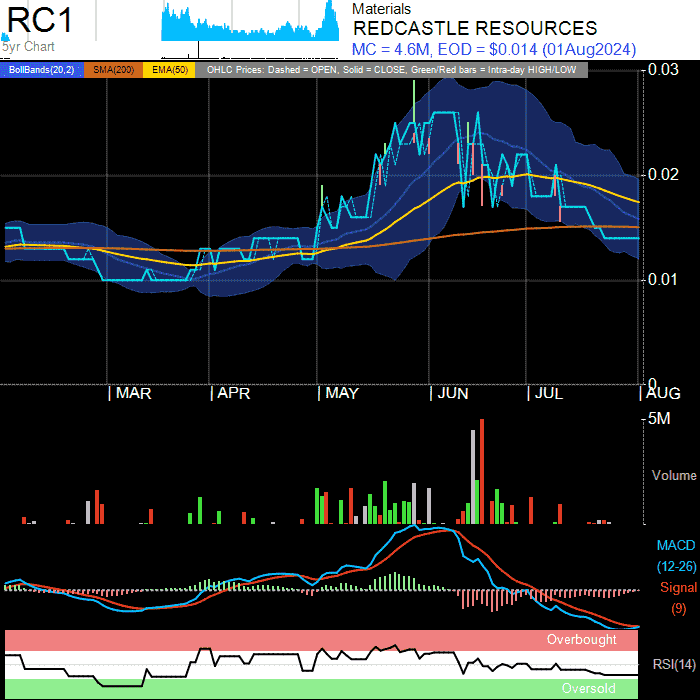 RC1
5yr Chart
Materials
REDCASTLE RESOURCES
MC = 4.6M, EOD = $0.014 (01Aug2024)
BollBands(20,2) SMA(200) EMA(50) OHLC Prices: Dashed = OPEN, Solid = CLOSE, Green/Red bars = Intra-day HIGH/LOW
0.03
0.02
0.01
0
| MAR | APR | MAY | JUN | JUL | AUG
5M
Volume
MACD
(12-26)
Signal
(9)
Overbought
RSI(14)
Oversold